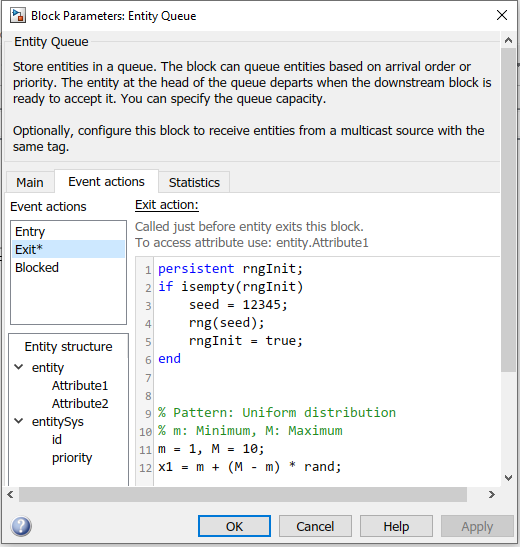 Block Parameters: Entity Queue
Entity Queue
Store entities in a queue. The block can queue entities based on arrival order or
priority. The entity at the head of the queue departs when the downstream block is
ready to accept it. You can specify the queue capacity.
Optionally, configure this block to receive entities from a multicast source with the
same tag.
Main Event actions Statistics
Event actions
Entry
Exit*
Blocked
Entity structure
entity
Attribute1
Attribute2
entitySys
id
priority
Exit action:
Called just before entity exits this block.
To access attribute use: entity.Attribute1
1 persistent rngInit;
2 if isempty(rngInit)
3 seed = 12345;
4 rng(seed);
5 rngInit = true;
6 end
7
8
9 % Pattern: Uniform distribution
10 % m: Minimum, M: Maximum
11 m = 1, M = 10;
12 x1 = m + (M - m) * rand;
OK Cancel Help Apply